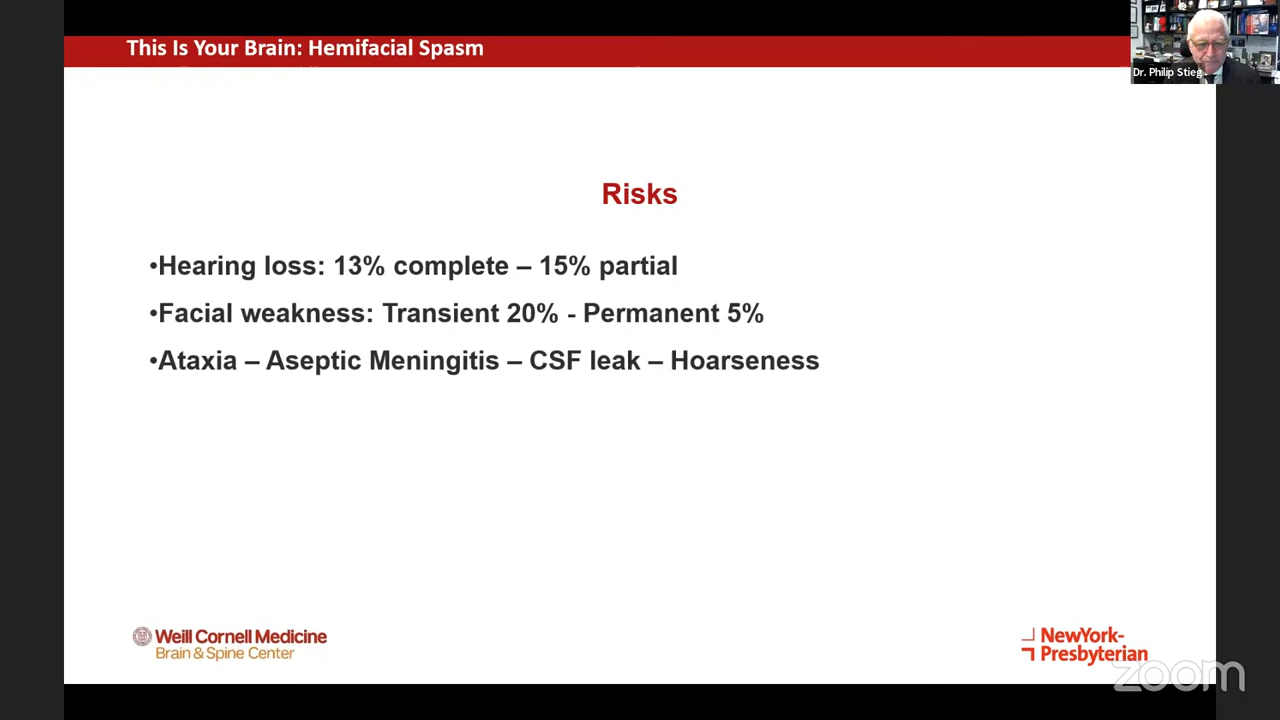 This Is Your Brain: Hemifacial Spasm
Dr. Philip Stieg
Risks
•Hearing loss: 13% complete – 15% partial
•Facial weakness: Transient 20% - Permanent 5%
•Ataxia – Aseptic Meningitis – CSF leak – Hoarseness
Weill Cornell Medicine
Brain & Spine Center
NewYork-
Presbyterian
zoom